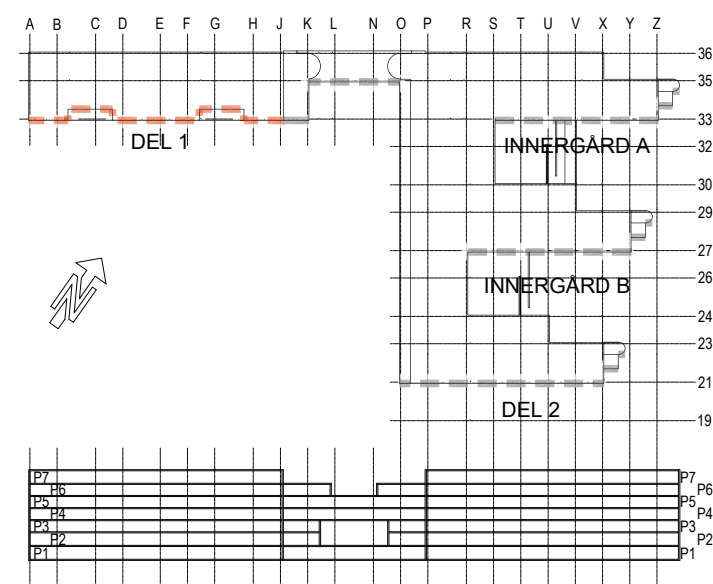 A B C D E F G H J K L N O P R S T U V X Y Z
36
35
33
DEL 1
32
INNERGÅRD A
30
29
27
26
INNERGÅRD B
24
23
21
DEL 2
19
N
P7 P7
P6 P6
P5 P5
P4 P4
P3 P3
P2 P2
P1 P1